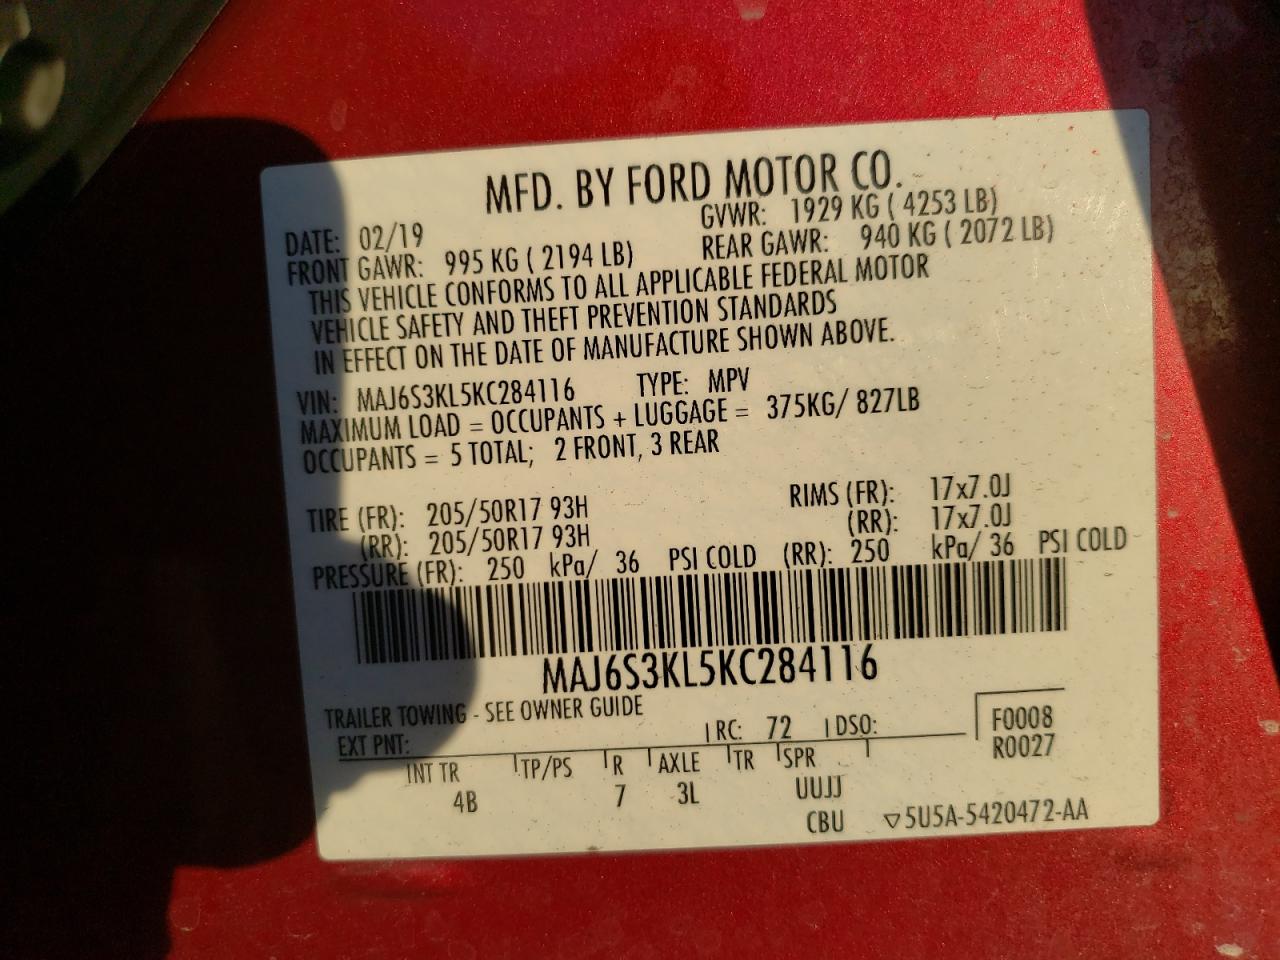 MFD. BY FORD MOTOR CO.
DATE: 02/19 GVWR: 1929 KG ( 4253 LB)
FRONT GAWR: 995 KG ( 2194 LB) REAR GAWR: 940 KG ( 2072 LB)
THIS VEHICLE CONFORMS TO ALL APPLICABLE FEDERAL MOTOR
VEHICLE SAFETY AND THEFT PREVENTION STANDARDS
IN EFFECT ON THE DATE OF MANUFACTURE SHOWN ABOVE.
VIN: MAJ6S3KL5KC284116 TYPE: MPV
MAXIMUM LOAD = OCCUPANTS + LUGGAGE = 375KG/ 827LB
OCCUPANTS = 5 TOTAL; 2 FRONT, 3 REAR
TIRE (FR): 205/50R17 93H RIMS (FR): 17x7.0J
(RR): 205/50R17 93H (RR): 17x7.0J
PRESSURE (FR): 250 kPa/ 36 PSI COLD (RR): 250 kPa/ 36 PSI COLD
MAJ6S3KL5KC284116
TRAILER TOWING - SEE OWNER GUIDE
EXT PNT: RC: 72 DSO: F0008
R0027
INT TR TP/PS R AXLE TR SPR
4B 7 3L UUJJ
CBU ▽5U5A-5420472-AA